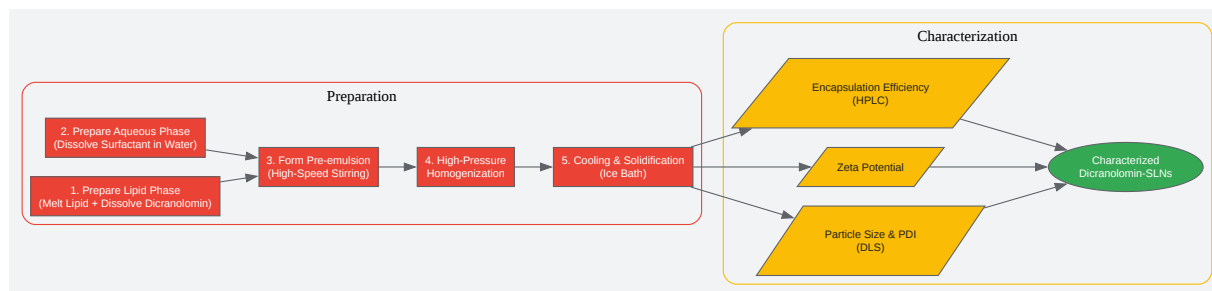 Preparation
2. Prepare Aqueous Phase
(Dissolve Surfactant in Water)
1. Prepare Lipid Phase
(Melt Lipid + Dissolve Dicranolomin)
3. Form Pre-emulsion
(High-Speed Stirring)
4. High-Pressure
Homogenization
5. Cooling & Solidification
(Ice Bath)
Characterization
Encapsulation Efficiency
(HPLC)
Zeta Potential
Particle Size & PDI
(DLS)
Characterized
Dicranolomin-SLNs